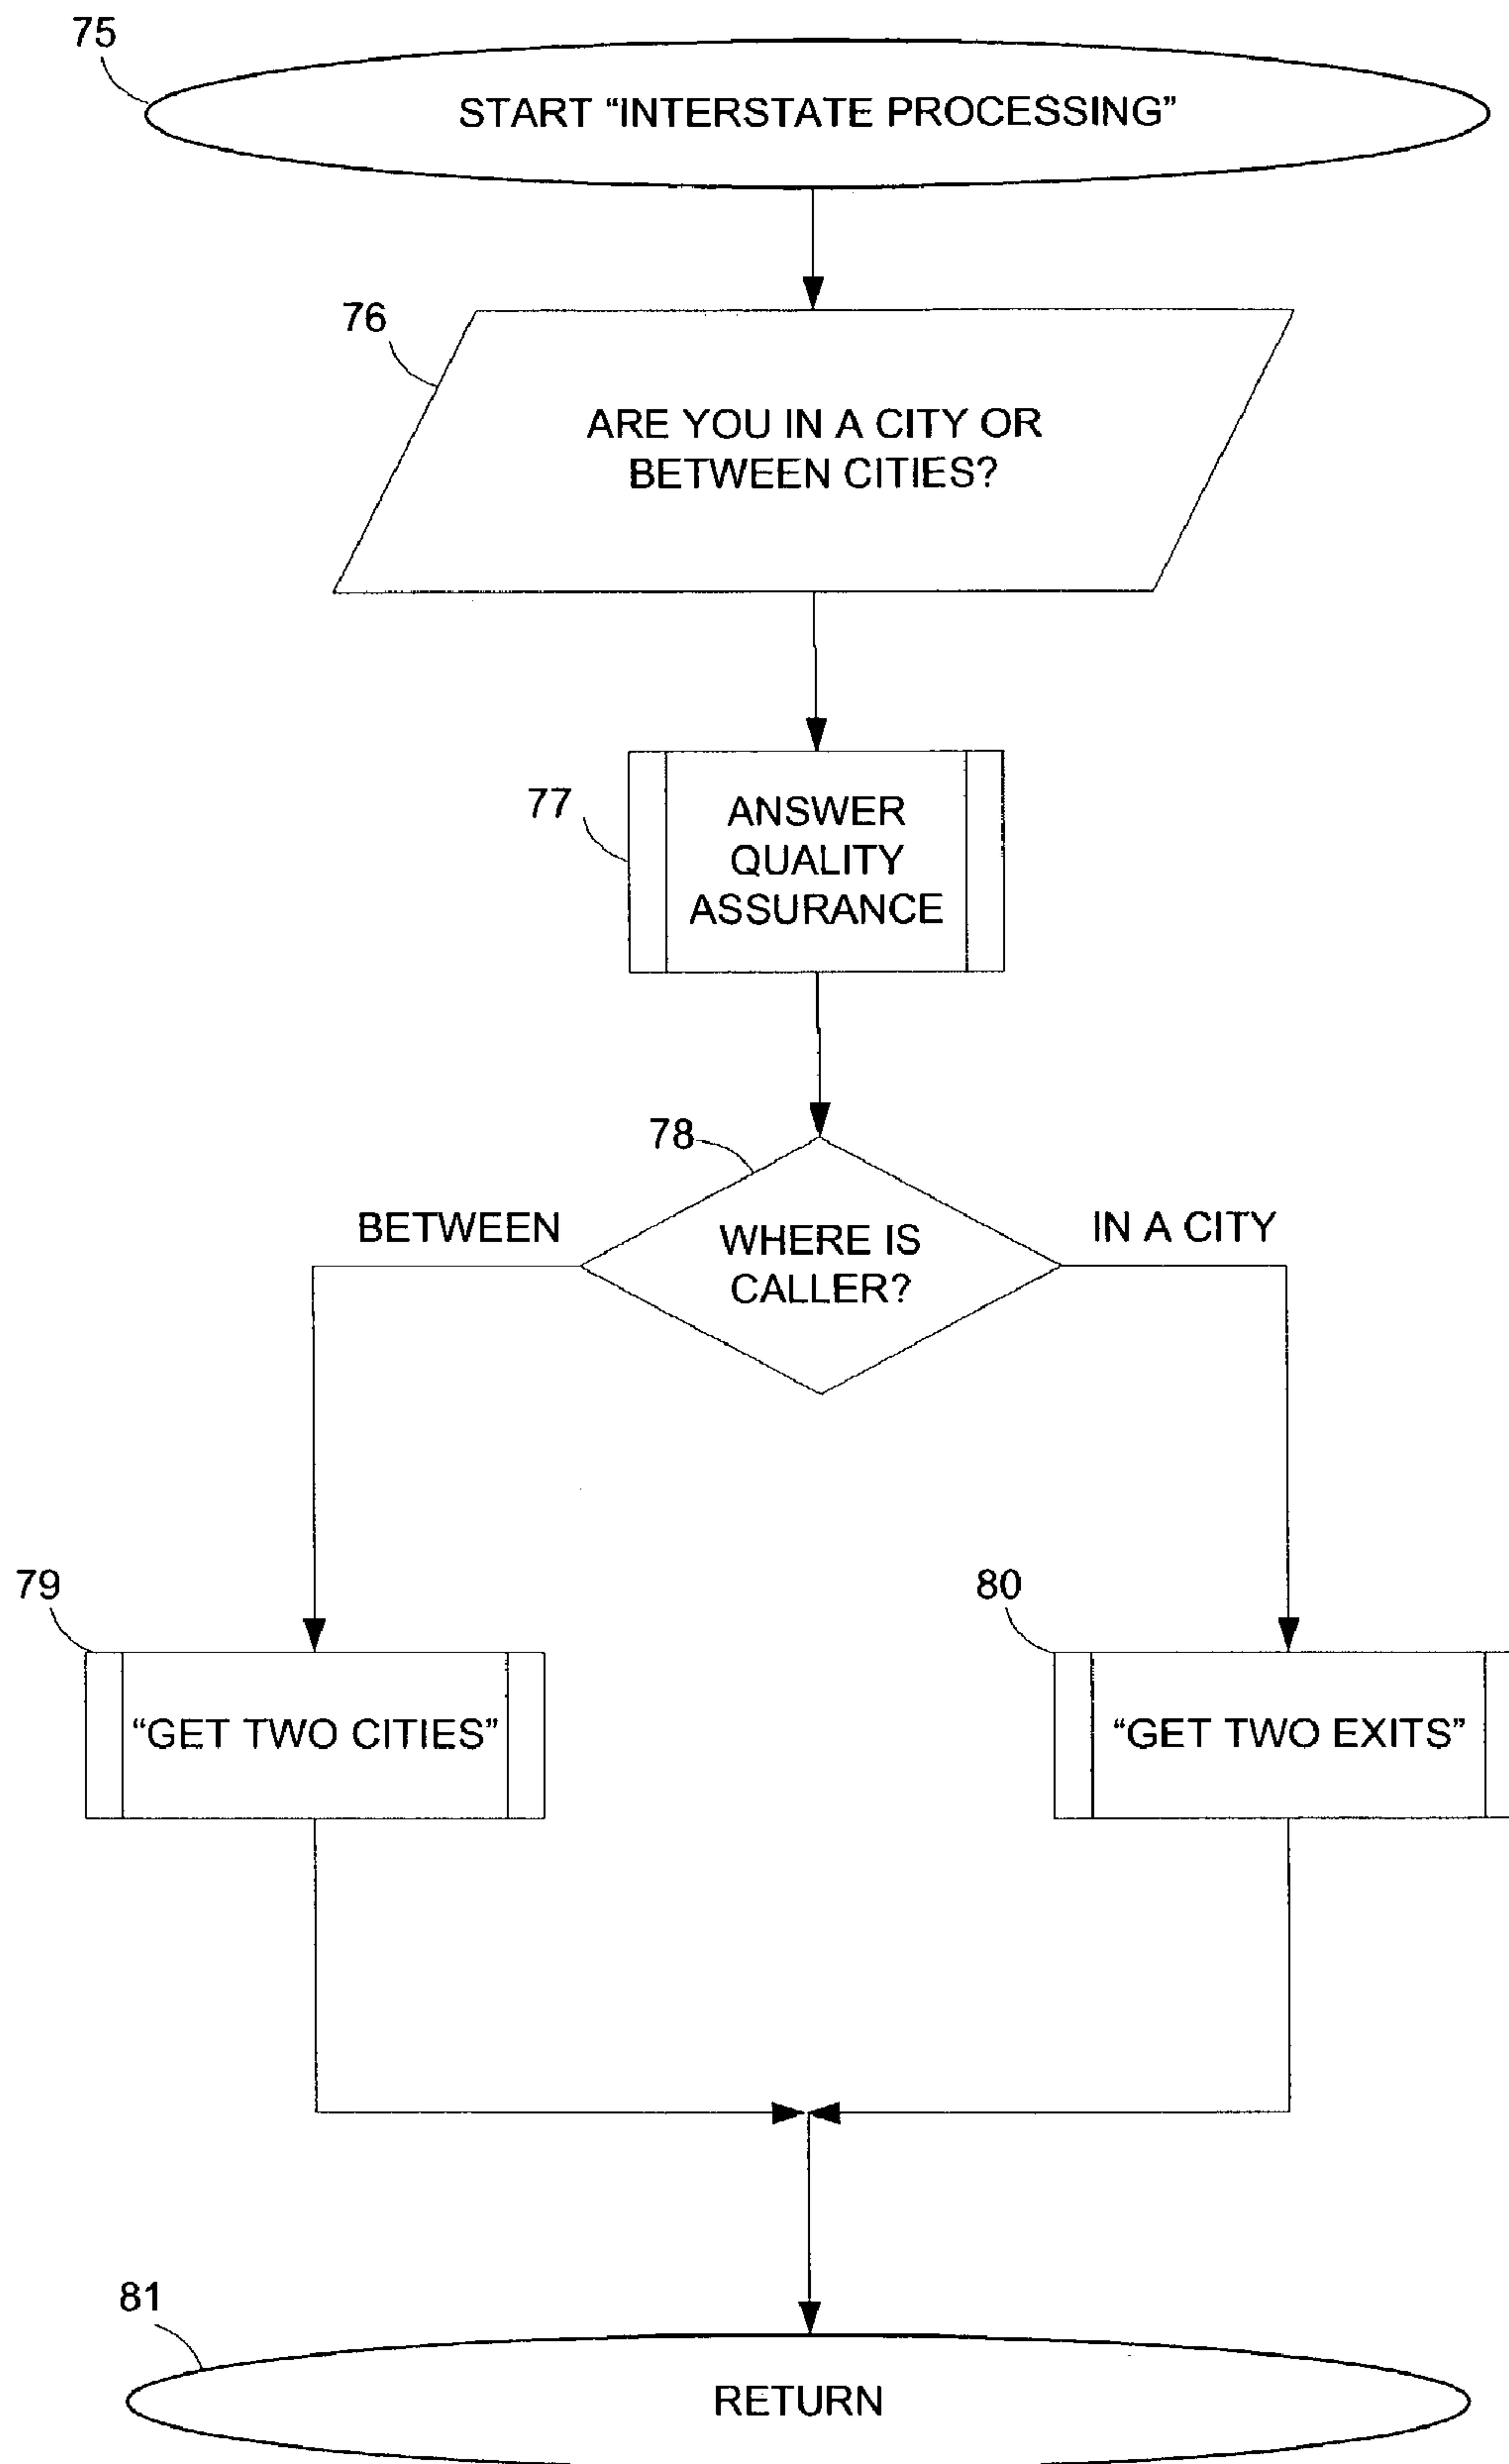 75
START “INTERSTATE PROCESSING”
76
ARE YOU IN A CITY OR
BETWEEN CITIES?
77
ANSWER
QUALITY
ASSURANCE
78
BETWEEN
WHERE IS
CALLER?
IN A CITY
79
“GET TWO CITIES”
80
“GET TWO EXITS”
81
RETURN